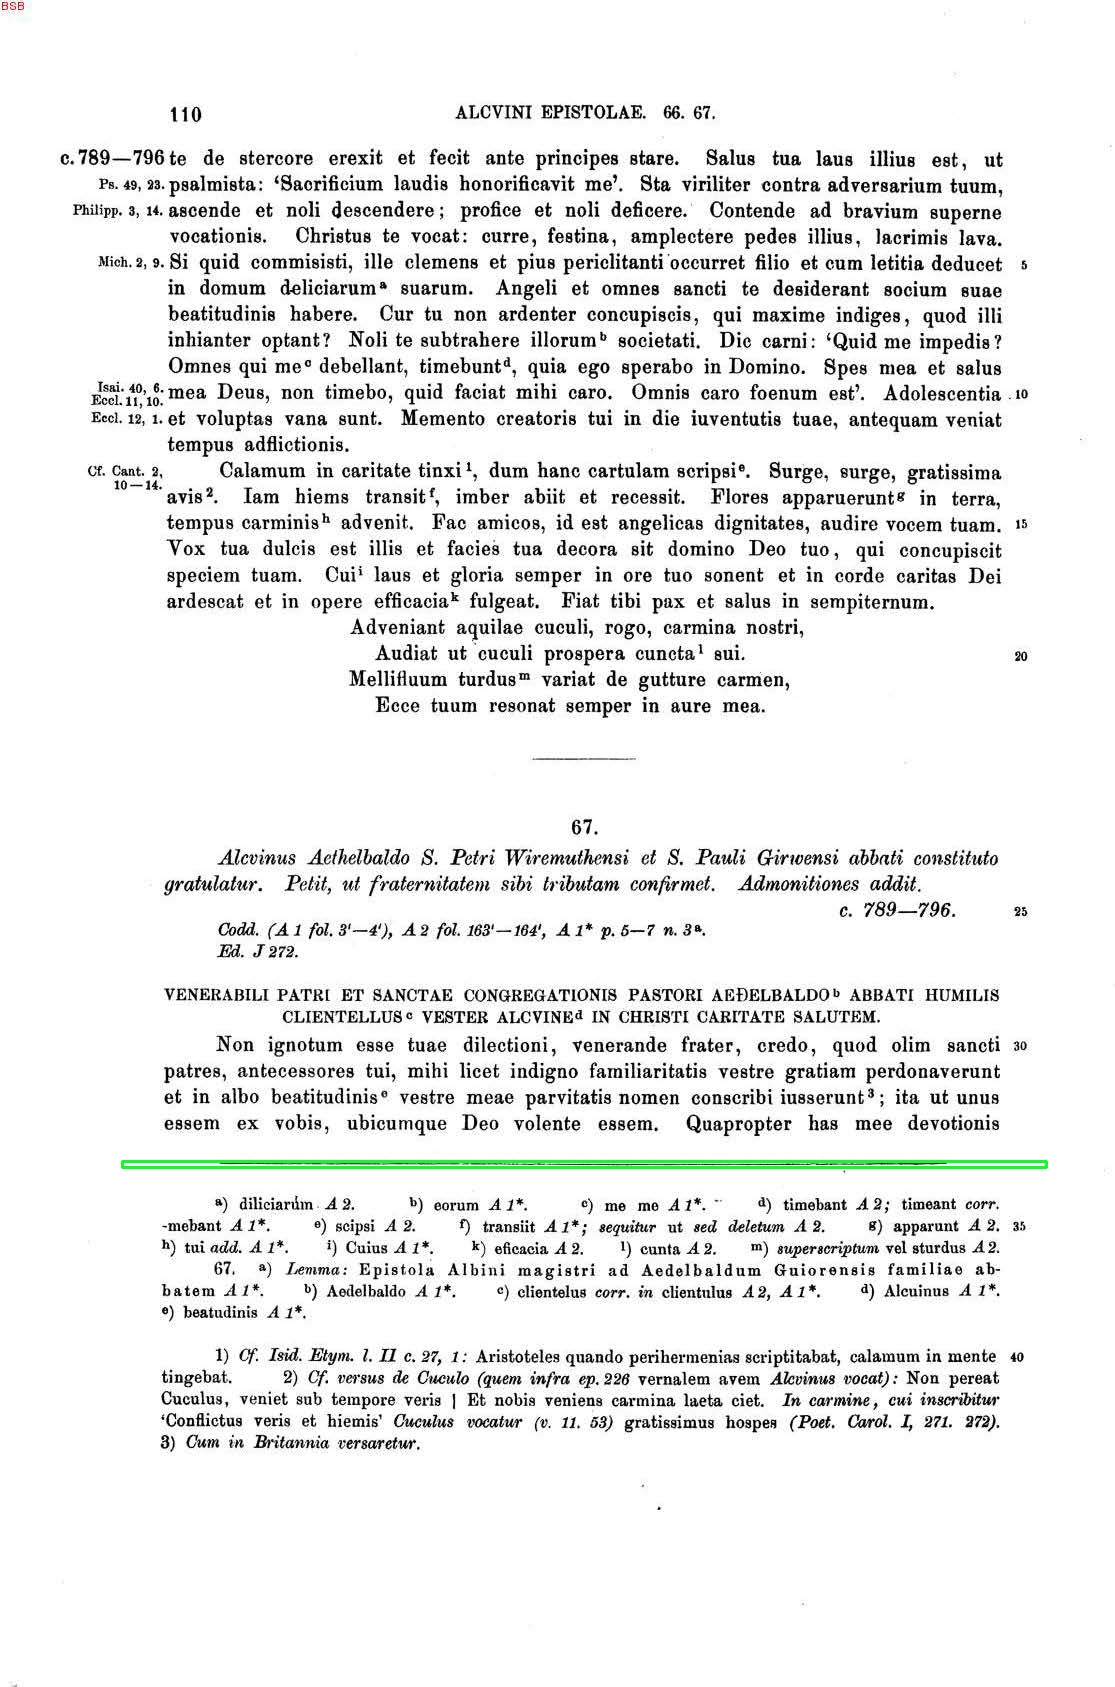 BSB
110 ALCVINI EPISTOLAE. 66. 67.
c. 789—796 te de stercore erexit et fecit ante principes stare. Salus tua laus illius est, ut
Ps. 49, 23. psalmista: ‘Sacrificium laudis honorificavit me’. Sta viriliter contra adversarium tuum,
Philipp. 3, 14. ascende et noli descendere; profice et noli deficere. Contende ad bravium superne
vocationis. Christus te vocat: curre, festina, amplectere pedes illius, lacrimis lava.
Mich. 2, 9. Si quid commisisti, ille clemens et pius periclitanti occurret filio et cum letitia deducet 5
in domum deliciarumᵃ suarum. Angeli et omnes sancti te desiderant socium suae
beatitudinis habere. Cur tu non ardenter concupiscis, qui maxime indiges, quod illi
inhianter optant? Noli te subtrahere illorumᵇ societati. Dic carni: ‘Quid me impedis?
Omnes qui meᶜ debellant, timebuntᵈ, quia ego sperabo in Domino. Spes mea et salus
Isai. 40, 6. Eccl. 11, 10. mea Deus, non timebo, quid faciat mihi caro. Omnis caro foenum est’. Adolescentia 10
Eccl. 12, 1. et voluptas vana sunt. Memento creatoris tui in die iuventutis tuae, antequam veniat
tempus adflictionis.
Cf. Cant. 2, 10—14. Calamum in caritate tinxi¹, dum hanc cartulam scripsiᵉ. Surge, surge, gratissima
avis². Iam hiems transitᶠ, imber abiit et recessit. Flores apparueruntᵍ in terra,
tempus carminisʰ advenit. Fac amicos, id est angelicas dignitates, audire vocem tuam. 15
Vox tua dulcis est illis et facies tua decora sit domino Deo tuo, qui concupiscit
speciem tuam. Cuiⁱ laus et gloria semper in ore tuo sonent et in corde caritas Dei
ardescat et in opere efficaciaᵏ fulgeat. Fiat tibi pax et salus in sempiternum.
Adveniant aquilae cuculi, rogo, carmina nostri,
Audiat ut cuculi prospera cunctaˡ sui. 20
Mellifluum turdusᵐ variat de gutture carmen,
Ecce tuum resonat semper in aure mea.
67.
Alcvinus Aethelbaldo S. Petri Wiremuthensi et S. Pauli Girwensi abbati constituto
gratulatur. Petit, ut fraternitatem sibi tributam confirmet. Admonitiones addit.
c. 789—796. 25
Codd. (A 1 fol. 3'—4'), A 2 fol. 163'—164', A 1* p. 5—7 n. 3ᵃ.
Ed. J 272.
VENERABILI PATRI ET SANCTAE CONGREGATIONIS PASTORI AEÐELBALDOᵇ ABBATI HUMILIS
CLIENTELLUSᶜ VESTER ALCVINEᵈ IN CHRISTI CARITATE SALUTEM.
Non ignotum esse tuae dilectioni, venerande frater, credo, quod olim sancti 30
patres, antecessores tui, mihi licet indigno familiaritatis vestre gratiam perdonaverunt
et in albo beatitudinisᵉ vestre meae parvitatis nomen conscribi iusserunt³; ita ut unus
essem ex vobis, ubicumque Deo volente essem. Quapropter has mee devotionis
a) diliciarum A 2. b) eorum A 1*. c) me me A 1*. d) timebant A 2; timeant corr.
-mebant A 1*. e) scipsi A 2. f) transiit A 1*; sequitur ut sed deletum A 2. g) apparunt A 2. 35
h) tui add. A 1*. i) Cuius A 1*. k) eficacia A 2. l) cunta A 2. m) superscriptum vel sturdus A 2.
67. a) Lemma: Epistola Albini magistri ad Aedelbaldum Guiorensis familiae ab-
batem A 1*. b) Aedelbaldo A 1*. c) clientelus corr. in clientulus A 2, A 1*. d) Alcuinus A 1*.
e) beatudinis A 1*.
1) Cf. Isid. Etym. l. II c. 27, 1: Aristoteles quando perihermenias scriptitabat, calamum in mente 40
tingebat. 2) Cf. versus de Cuculo (quem infra ep. 226 vernalem avem Alcvinus vocat): Non pereat
Cuculus, veniet sub tempore veris | Et nobis veniens carmina laeta ciet. In carmine, cui inscribitur
‘Conflictus veris et hiemis’ Cuculus vocatur (v. 11. 53) gratissimus hospes (Poet. Carol. I, 271. 272).
3) Cum in Britannia versaretur.